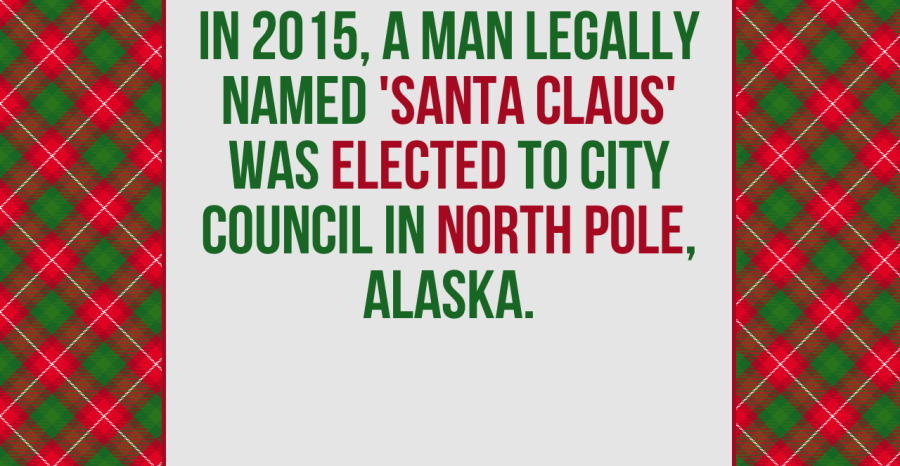 IN 2015, A MAN LEGALLY
NAMED 'SANTA CLAUS'
WAS ELECTED TO CITY
COUNCIL IN NORTH POLE,
ALASKA.